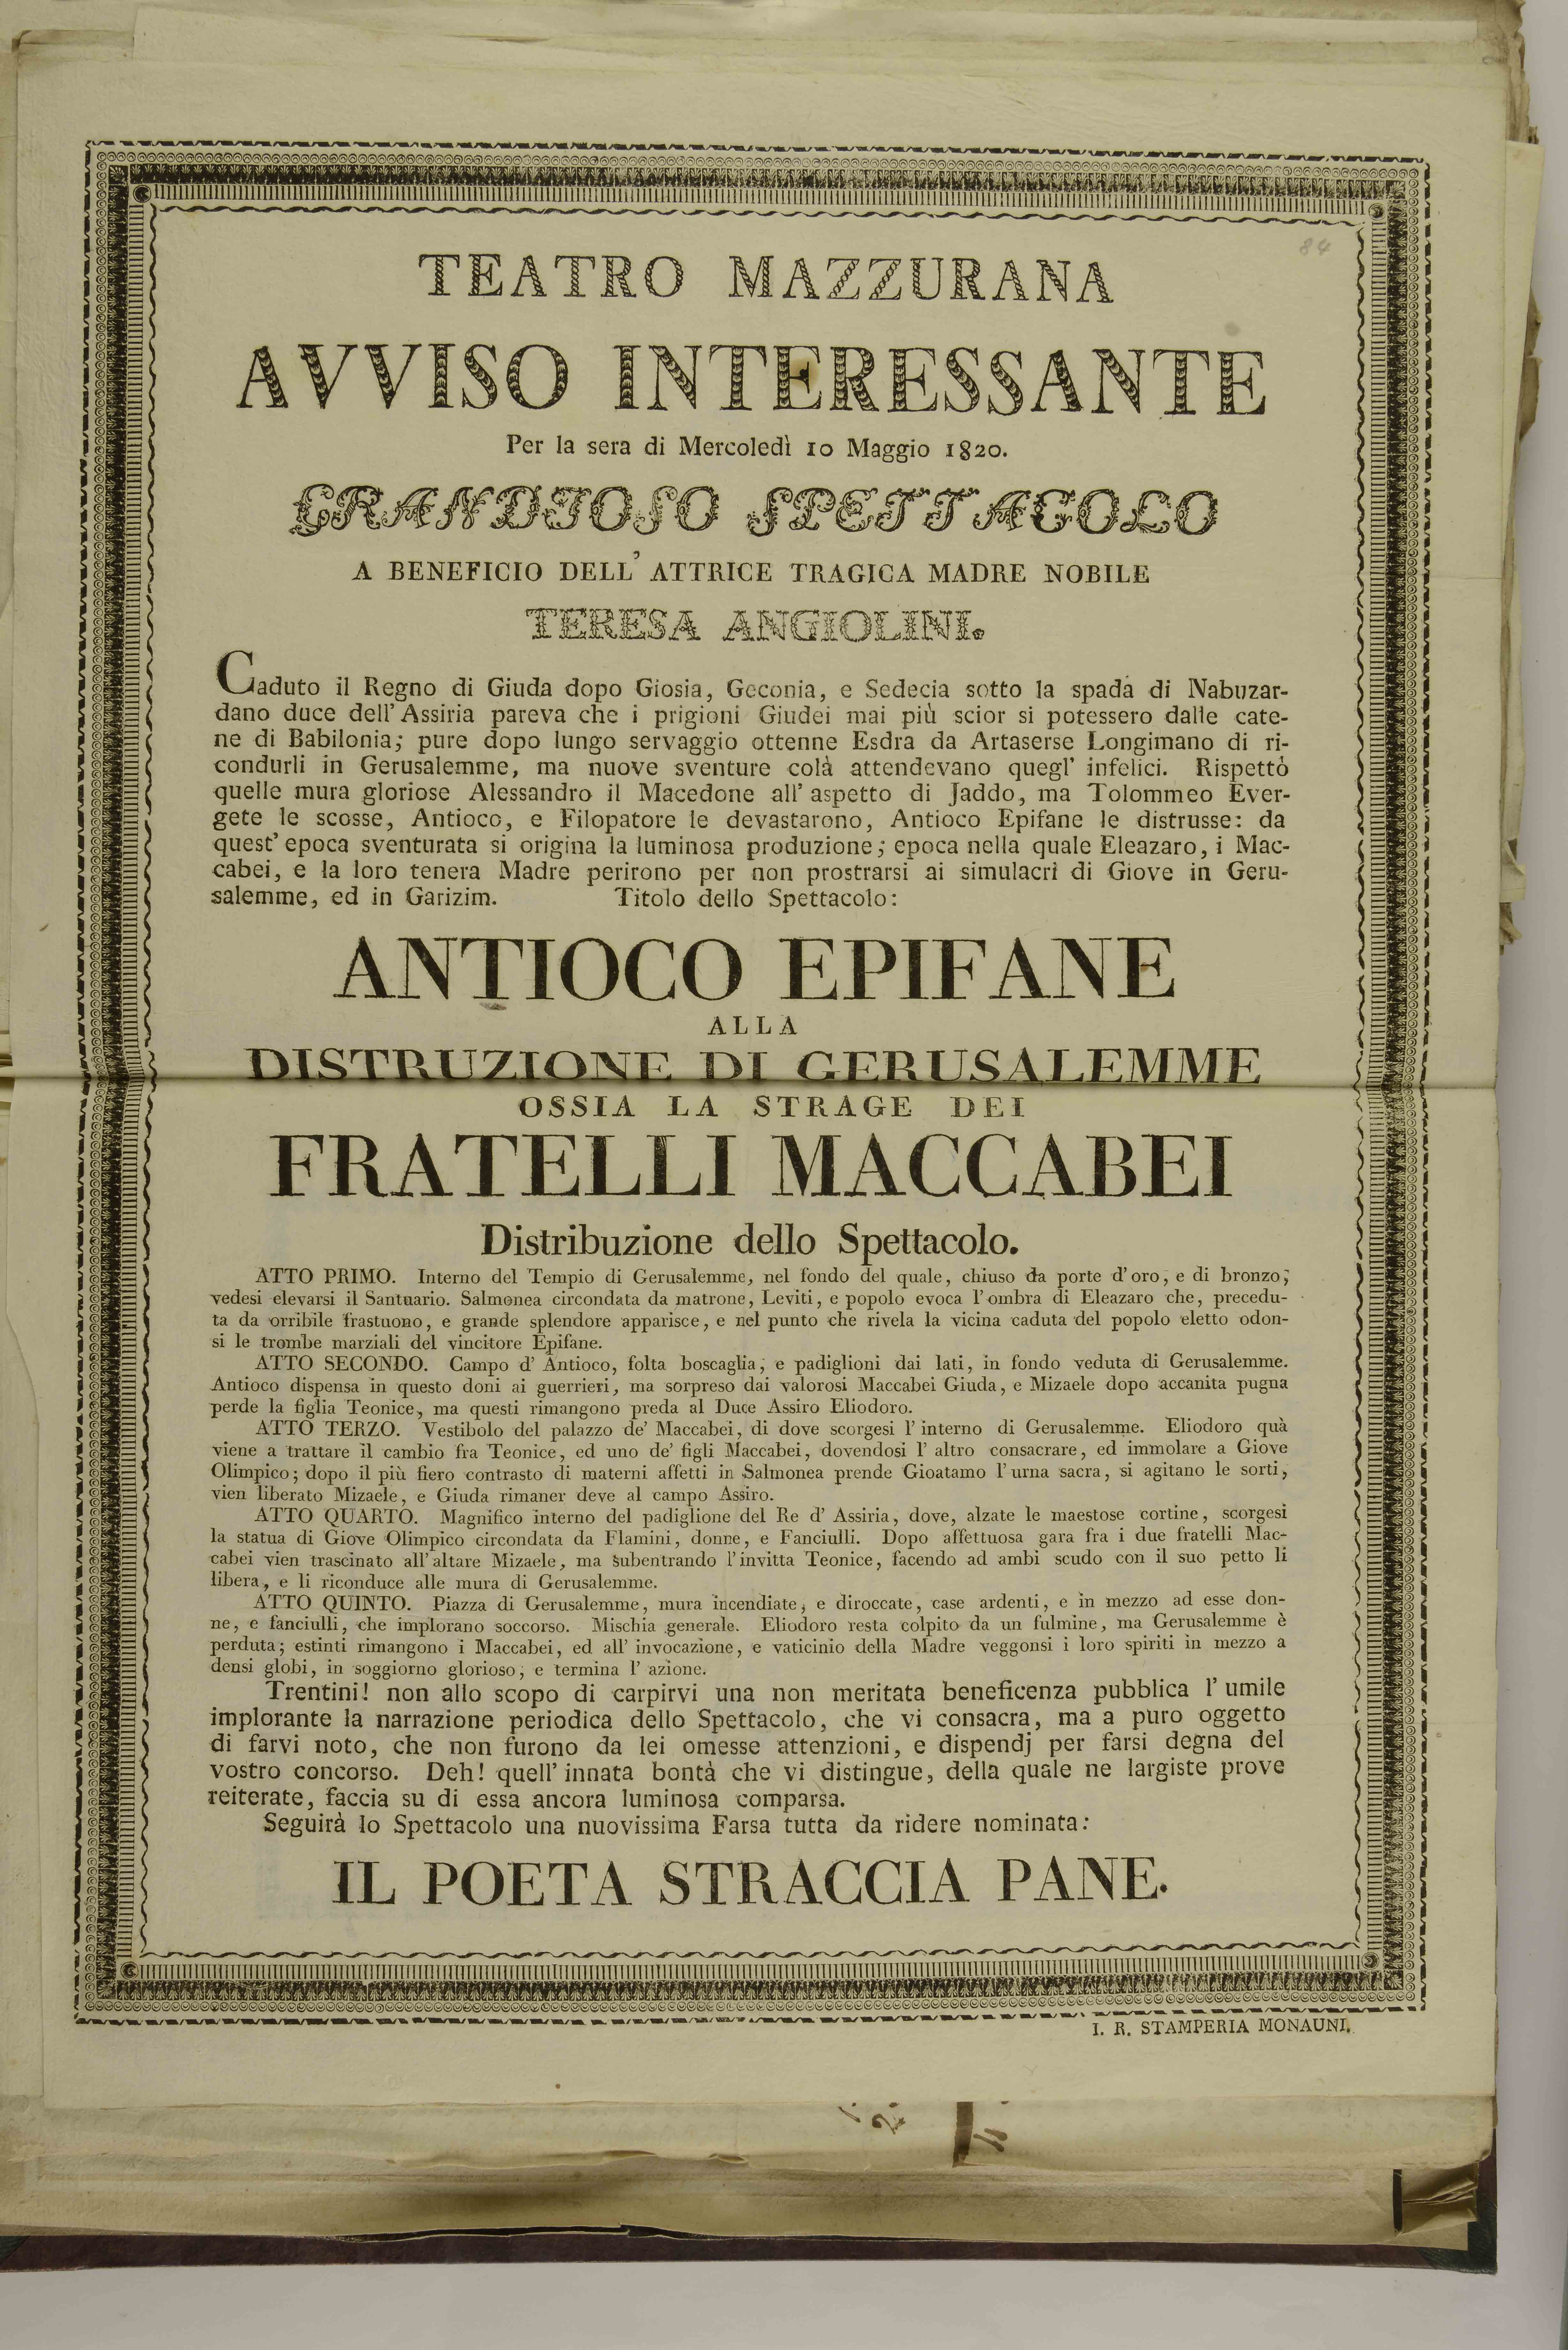 84
TEATRO MAZZURANA
AVVISO INTERESSANTE
Per la sera di Mercoledì 10 Maggio 1820.
GRANDIOSO SPETTACOLO
A BENEFICIO DELL' ATTRICE TRAGICA MADRE NOBILE
TERESA ANGIOLINI.
Caduto il Regno di Giuda dopo Giosia, Geconia, e Sedecia sotto la spada di Nabuzar-
dano duce dell' Assiria pareva che i prigioni Giudei mai più scior si potessero dalle cate-
ne di Babilonia; pure dopo lungo servaggio ottenne Esdra da Artaserse Longimano di ri-
condurli in Gerusalemme, ma nuove sventure colà attendevano quegl' infelici. Rispettò
quelle mura gloriose Alessandro il Macedone all' aspetto di Jaddo, ma Tolommeo Ever-
gete le scosse, Antioco, e Filopatore le devastarono, Antioco Epifane le distrusse: da
quest' epoca sventurata si origina la luminosa produzione; epoca nella quale Eleazaro, i Mac-
cabei, e la loro tenera Madre perirono per non prostrarsi ai simulacri di Giove in Geru-
salemme, ed in Garizim. Titolo dello Spettacolo:
ANTIOCO EPIFANE
ALLA
DISTRUZIONE DI GERUSALEMME
OSSIA LA STRAGE DEI
FRATELLI MACCABEI
Distribuzione dello Spettacolo.
ATTO PRIMO. Interno del Tempio di Gerusalemme, nel fondo del quale, chiuso da porte d' oro, e di bronzo;
vedesi elevarsi il Santuario. Salmonea circondata da matrone, Leviti, e popolo evoca l' ombra di Eleazaro che, precedu-
ta da orribile frastuono, e grande splendore apparisce, e nel punto che rivela la vicina caduta del popolo eletto odon-
si le trombe marziali del vincitore Epifane.
ATTO SECONDO. Campo d' Antioco, folta boscaglia, e padiglioni dai lati, in fondo veduta di Gerusalemme.
Antioco dispensa in questo doni ai guerrieri, ma sorpreso dai valorosi Maccabei Giuda, e Mizaele dopo accanita pugna
perde la figlia Teonice, ma questi rimangono preda al Duce Assiro Eliodoro.
ATTO TERZO. Vestibolo del palazzo de' Maccabei, di dove scorgesi l' interno di Gerusalemme. Eliodoro quà
viene a trattare il cambio fra Teonice, ed uno de' figli Maccabei, dovendosi l' altro consacrare, ed immolare a Giove
Olimpico; dopo il più fiero contrasto di materni affetti in Salmonea prende Gioatamo l' urna sacra, si agitano le sorti,
vien liberato Mizaele, e Giuda rimaner deve al campo Assiro.
ATTO QUARTO. Magnifico interno del padiglione del Re d' Assiria, dove, alzate le maestose cortine, scorgesi
la statua di Giove Olimpico circondata da Flamini, donne, e Fanciulli. Dopo affettuosa gara fra i due fratelli Mac-
cabei vien trascinato all' altare Mizaele, ma subentrando l' invitta Teonice, facendo ad ambi scudo con il suo petto li
libera, e li riconduce alle mura di Gerusalemme.
ATTO QUINTO. Piazza di Gerusalemme, mura incendiate, e diroccate, case ardenti, e in mezzo ad esse don-
ne, e fanciulli, che implorano soccorso. Mischia generale. Eliodoro resta colpito da un fulmine, ma Gerusalemme è
perduta; estinti rimangono i Maccabei, ed all' invocazione, e vaticinio della Madre veggonsi i loro spiriti in mezzo a
densi globi, in soggiorno glorioso, e termina l' azione.
Trentini! non allo scopo di carpirvi una non meritata beneficenza pubblica l' umile
implorante la narrazione periodica dello Spettacolo, che vi consacra, ma a puro oggetto
di farvi noto, che non furono da lei omesse attenzioni, e dispendj per farsi degna del
vostro concorso. Deh! quell' innata bontà che vi distingue, della quale ne largiste prove
reiterate, faccia su di essa ancora luminosa comparsa.
Seguirà lo Spettacolo una nuovissima Farsa tutta da ridere nominata:
IL POETA STRACCIA PANE.
I. R. STAMPERIA MONAUNI.